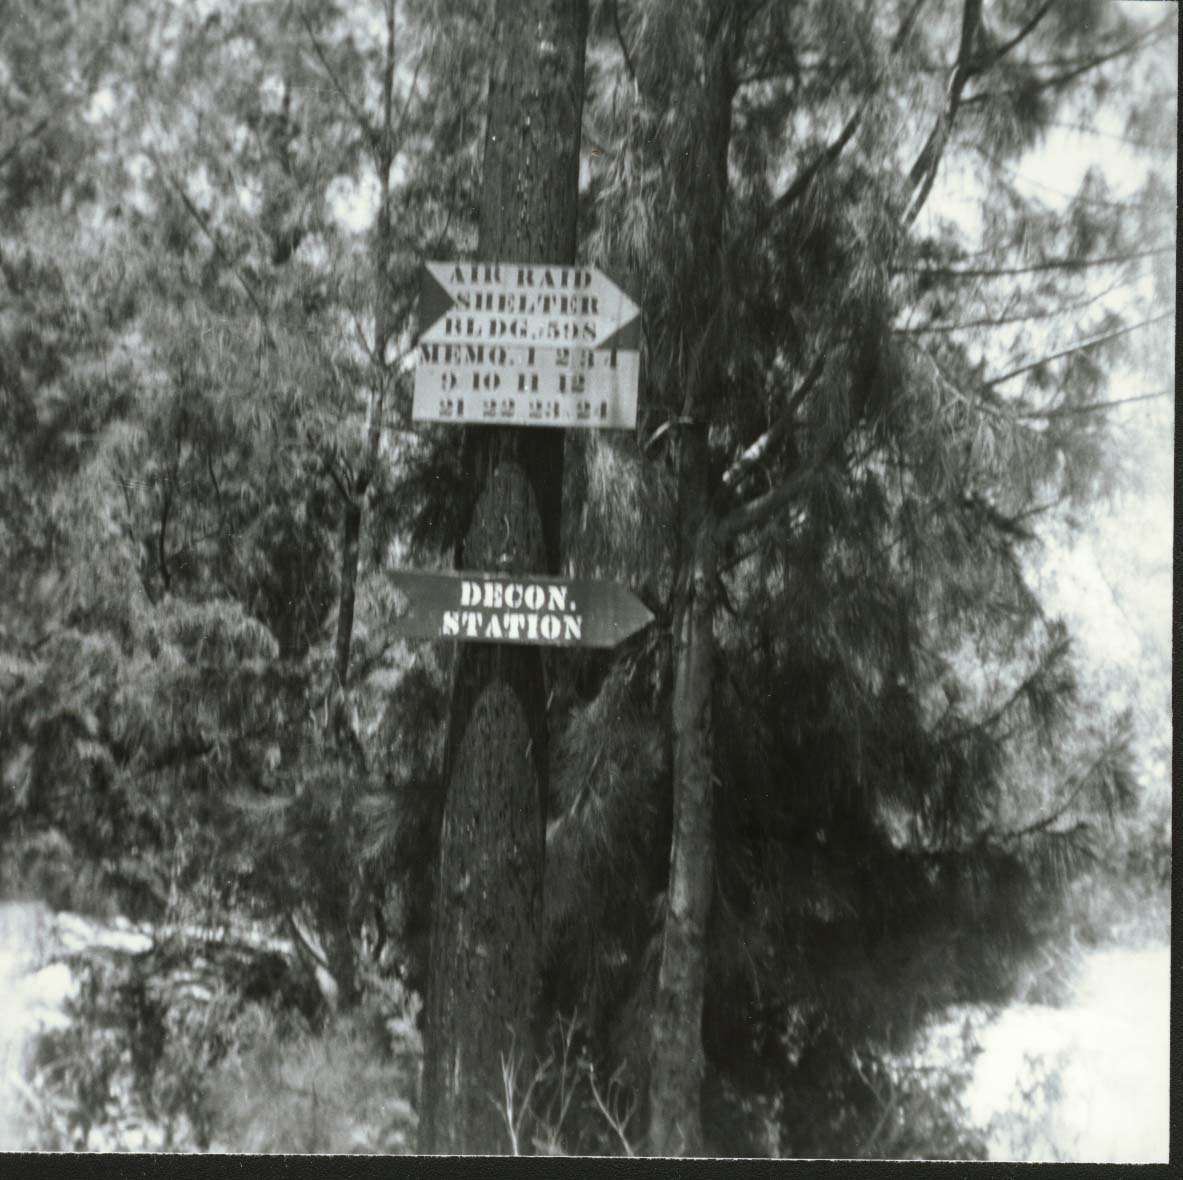 AIR RAID
SHELTER
BLDG. 598
MEMO. 1 2 3 4
9 10 11 12
21 22 23 24
DECON.
STATION